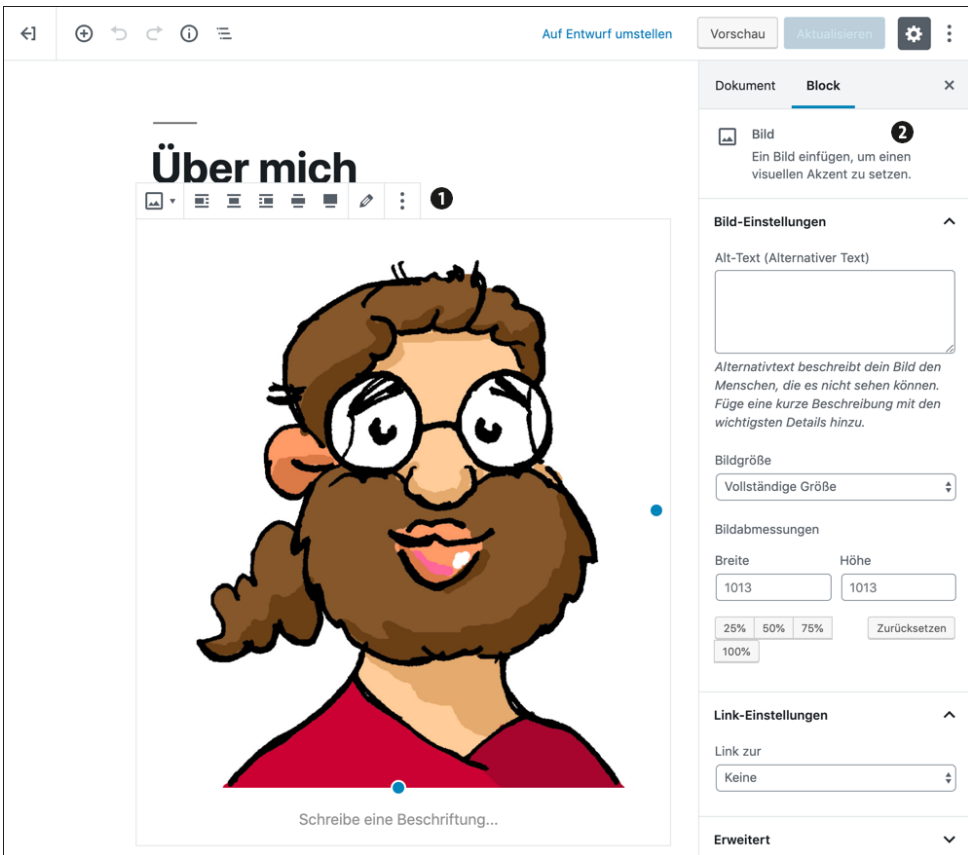 Auf Entwurf umstellen
Vorschau
Aktualisieren
Dokument
Block
Über mich
❶
Bild
❷
Ein Bild einfügen, um einen
visuellen Akzent zu setzen.
Bild-Einstellungen
Alt-Text (Alternativer Text)
Alternativtext beschreibt dein Bild den
Menschen, die es nicht sehen können.
Füge eine kurze Beschreibung mit den
wichtigsten Details hinzu.
Bildgröße
Vollständige Größe
Bildabmessungen
Breite
Höhe
1013
1013
25%
50%
75%
Zurücksetzen
100%
Link-Einstellungen
Link zur
Keine
Schreibe eine Beschriftung...
Erweitert